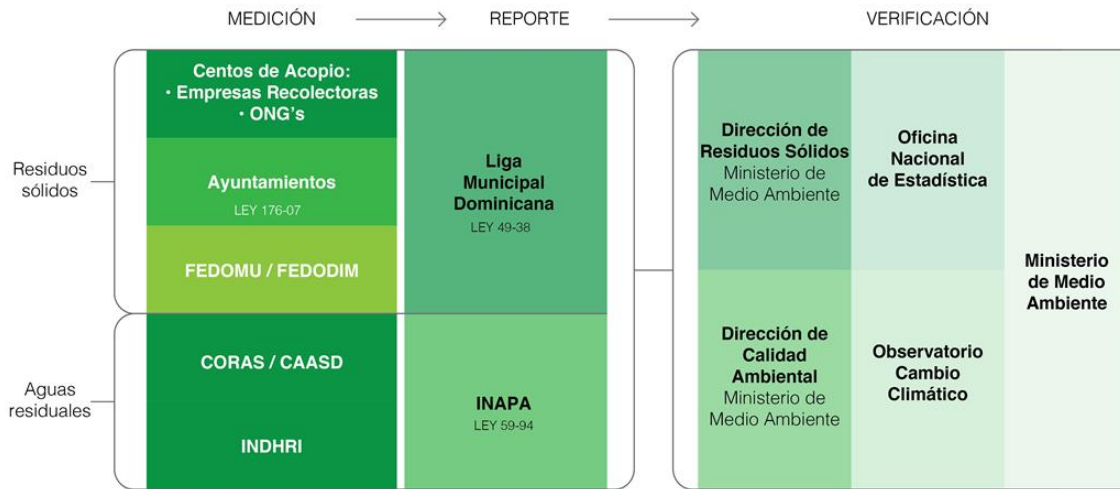 MEDICIÓN
REPORTE
VERIFICACIÓN
Residuos
sólidos
Centos de Acopio:
• Empresas Recolectoras
• ONG's
Ayuntamientos
LEY 176-07
FEDOMU / FEDODIM
Liga
Municipal
Dominicana
LEY 49-38
Aguas
residuales
CORAS / CAASD
INDHRI
INAPA
LEY 59-94
Dirección de
Residuos Sólidos
Ministerio de
Medio Ambiente
Oficina
Nacional
de Estadística
Dirección de
Calidad
Ambiental
Ministerio de
Medio Ambiente
Observatorio
Cambio
Climático
Ministerio
de Medio
Ambiente